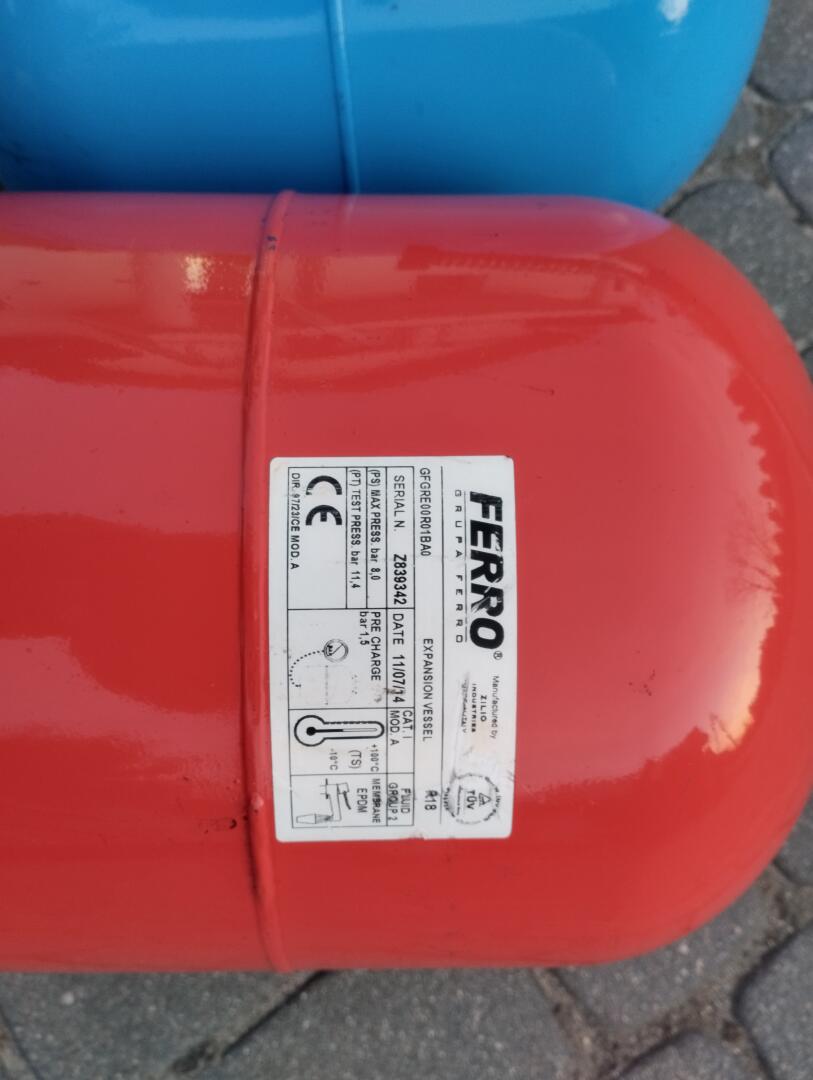 FERRO®
GRUPA FERRO
Manufactured by
ZILIO
INDUSTRIES
TÜV
GFGRE00R01BA0 EXPANSION VESSEL R18
SERIAL N. Z839342 DATE 11/07/14 CAT. I
MOD. A
FLUID
GROUP 2
(PS) MAX PRESS. bar 8,0
(PT) TEST PRESS. bar 11,4
PRE CHARGE
bar 1,5
+100°C
(TS)
-10°C
MEMBRANE
EPDM
CE
DIR. 97/23/CE MOD. A